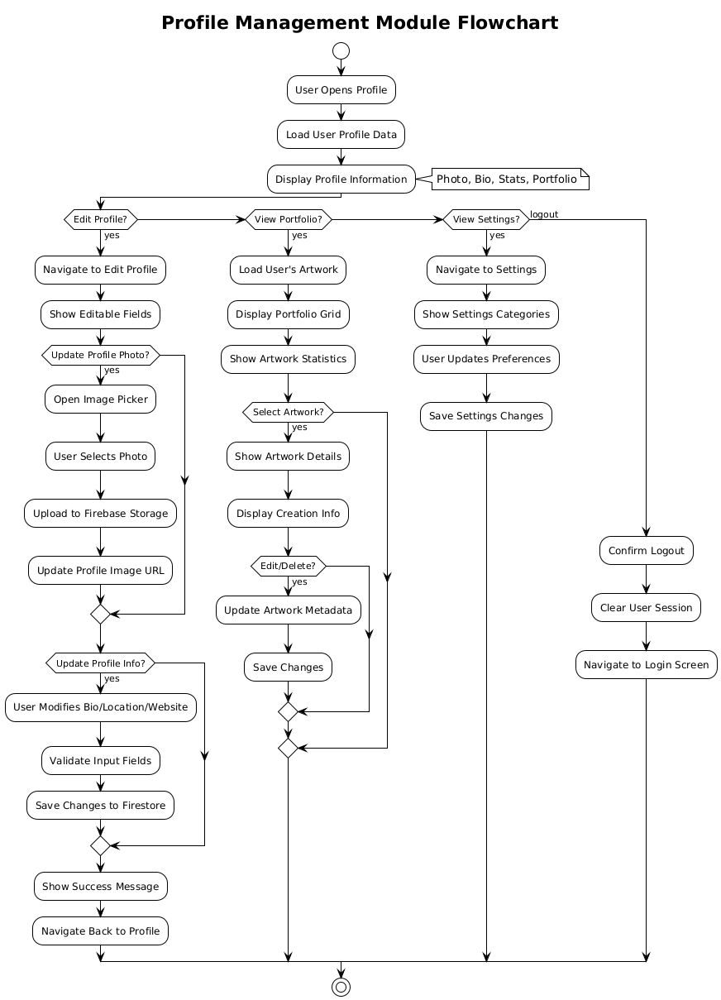 Profile Management Module Flowchart
User Opens Profile
Load User Profile Data
Display Profile Information
Photo, Bio, Stats, Portfolio
Edit Profile?
yes
Navigate to Edit Profile
Show Editable Fields
Update Profile Photo?
yes
Open Image Picker
User Selects Photo
Upload to Firebase Storage
Update Profile Image URL
Update Profile Info?
yes
User Modifies Bio/Location/Website
Validate Input Fields
Save Changes to Firestore
Show Success Message
Navigate Back to Profile
View Portfolio?
yes
Load User's Artwork
Display Portfolio Grid
Show Artwork Statistics
Select Artwork?
yes
Show Artwork Details
Display Creation Info
Edit/Delete?
yes
Update Artwork Metadata
Save Changes
View Settings?
yes
Navigate to Settings
Show Settings Categories
User Updates Preferences
Save Settings Changes
logout
Confirm Logout
Clear User Session
Navigate to Login Screen